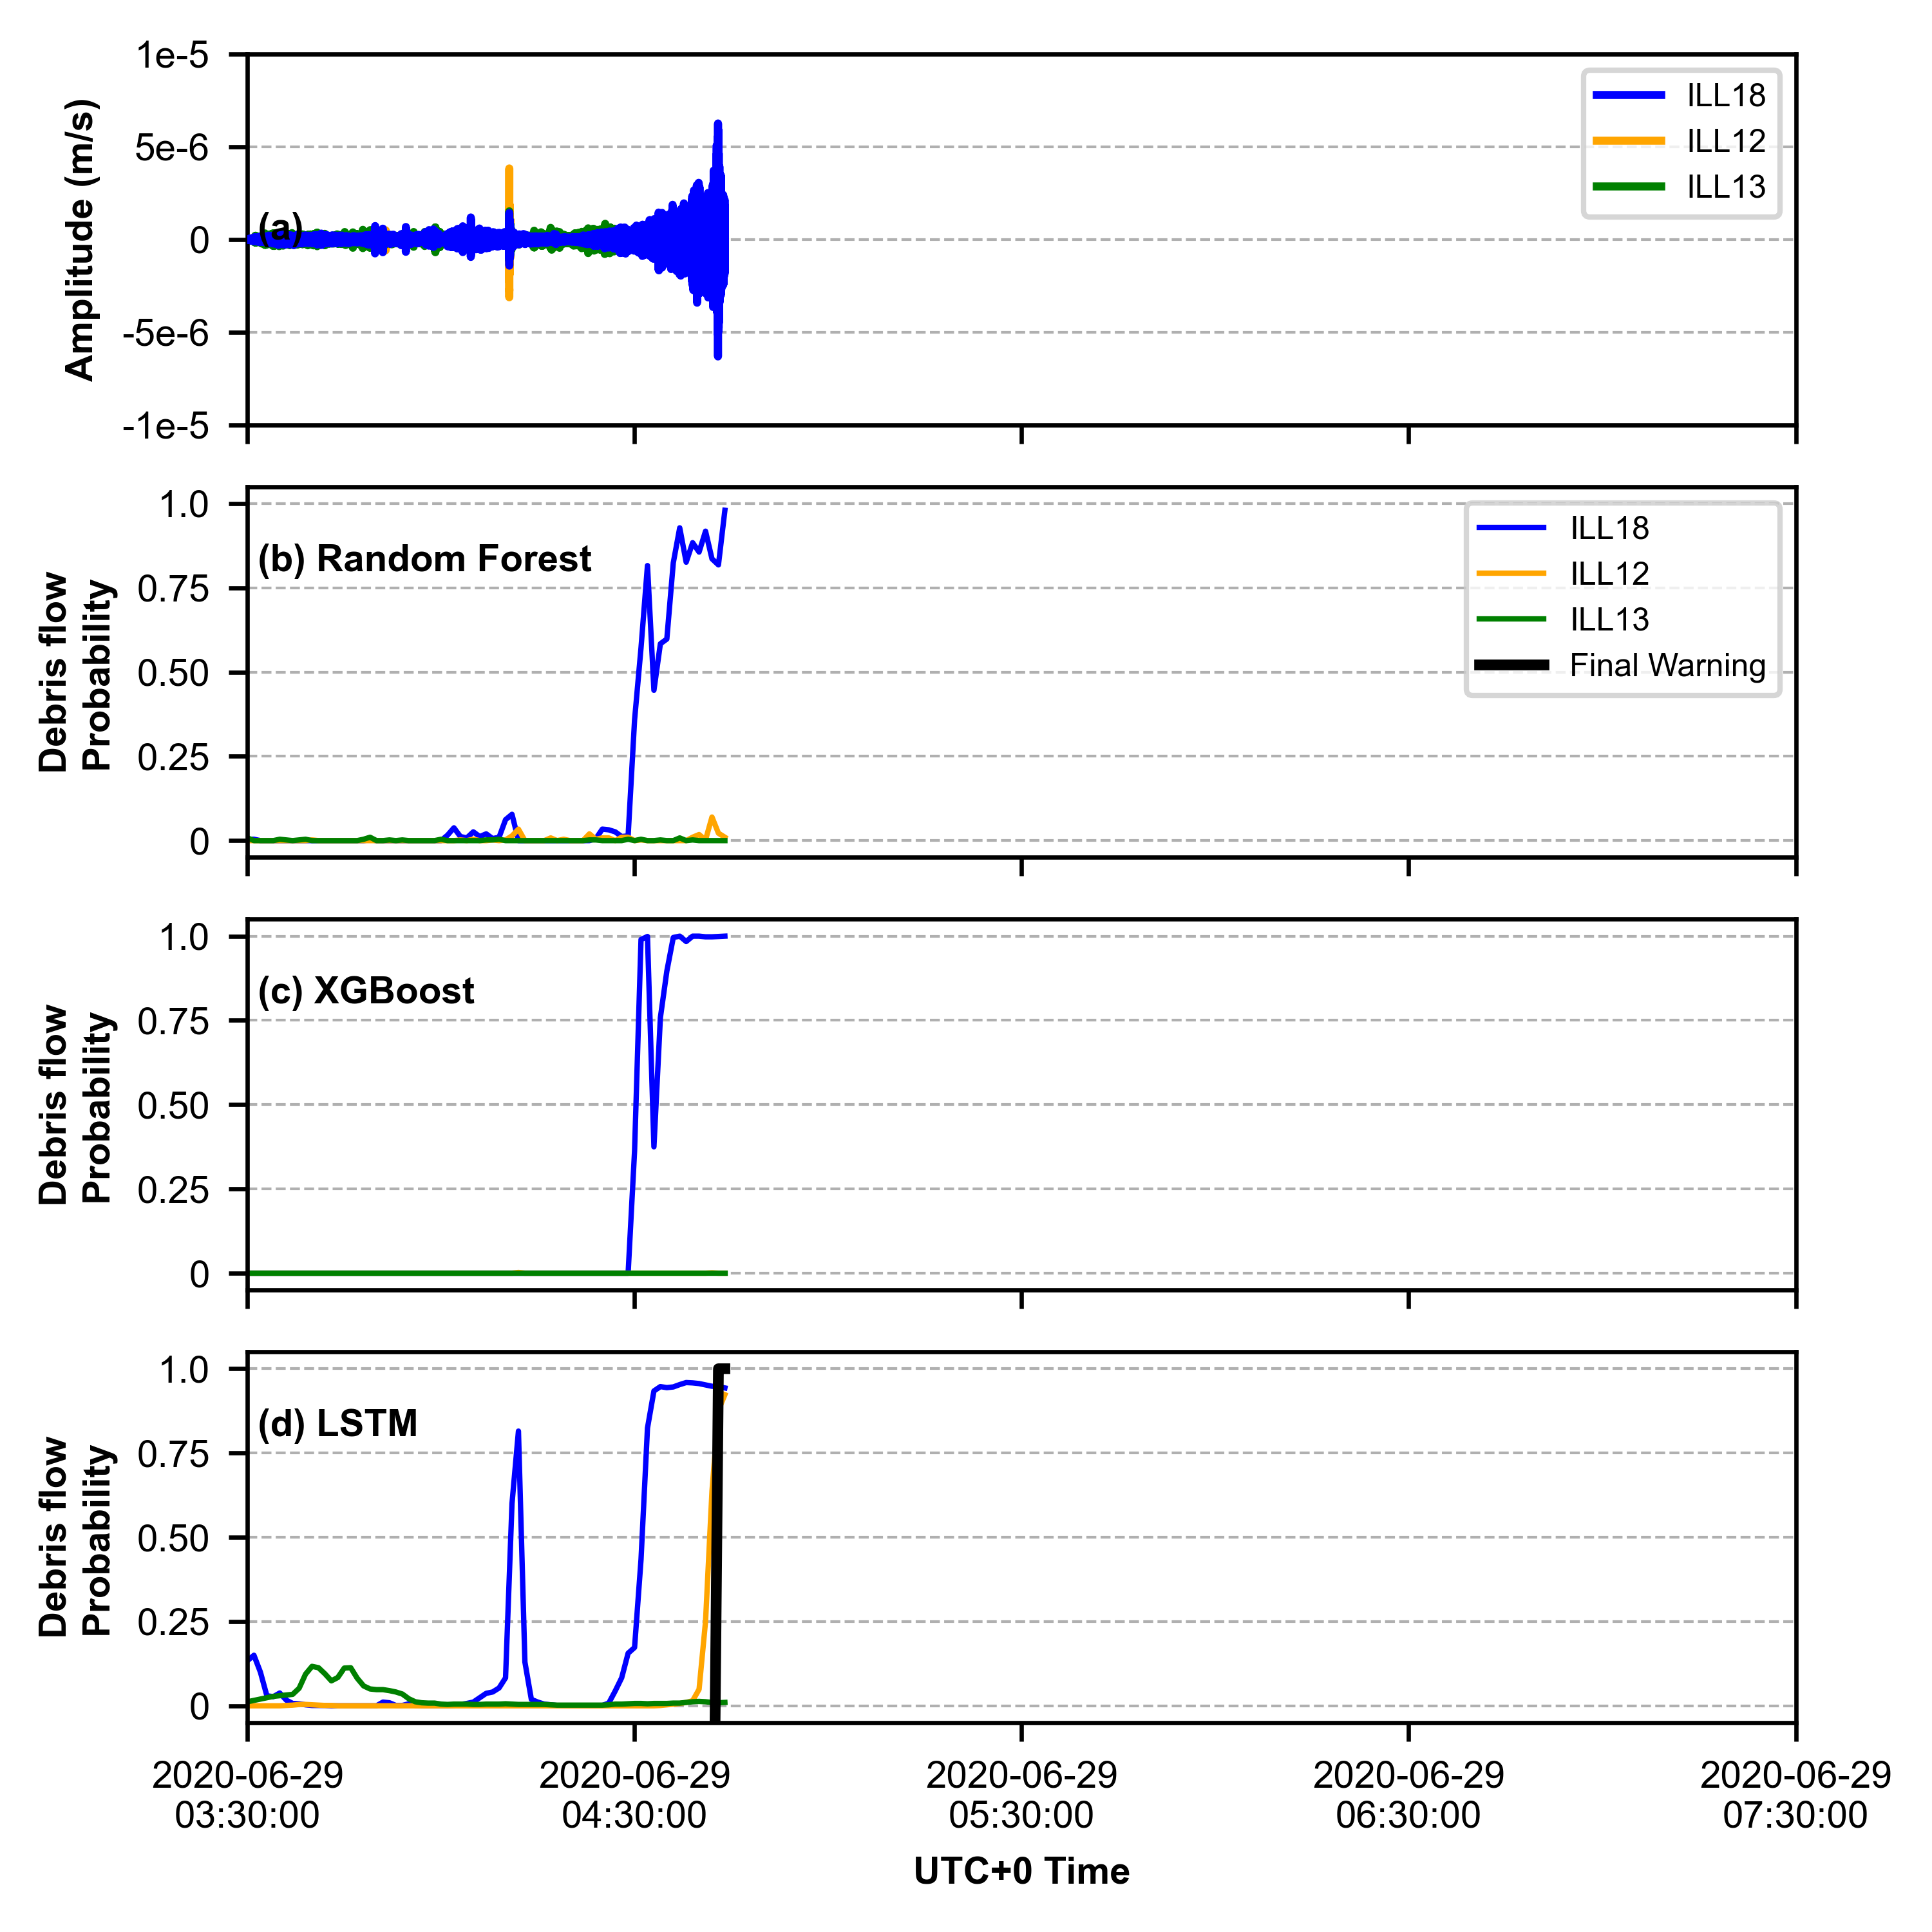 1e-5
5e-6
0
-5e-6
-1e-5
Amplitude (m/s)
(a)
ILL18
ILL12
ILL13
1.0
0.75
0.50
0.25
0
Debris flow
Probability
(b) Random Forest
ILL18
ILL12
ILL13
Final Warning
1.0
0.75
0.50
0.25
0
Debris flow
Probability
(c) XGBoost
1.0
0.75
0.50
0.25
0
Debris flow
Probability
(d) LSTM
2020-06-29
03:30:00
2020-06-29
04:30:00
2020-06-29
05:30:00
2020-06-29
06:30:00
2020-06-29
07:30:00
UTC+0 Time